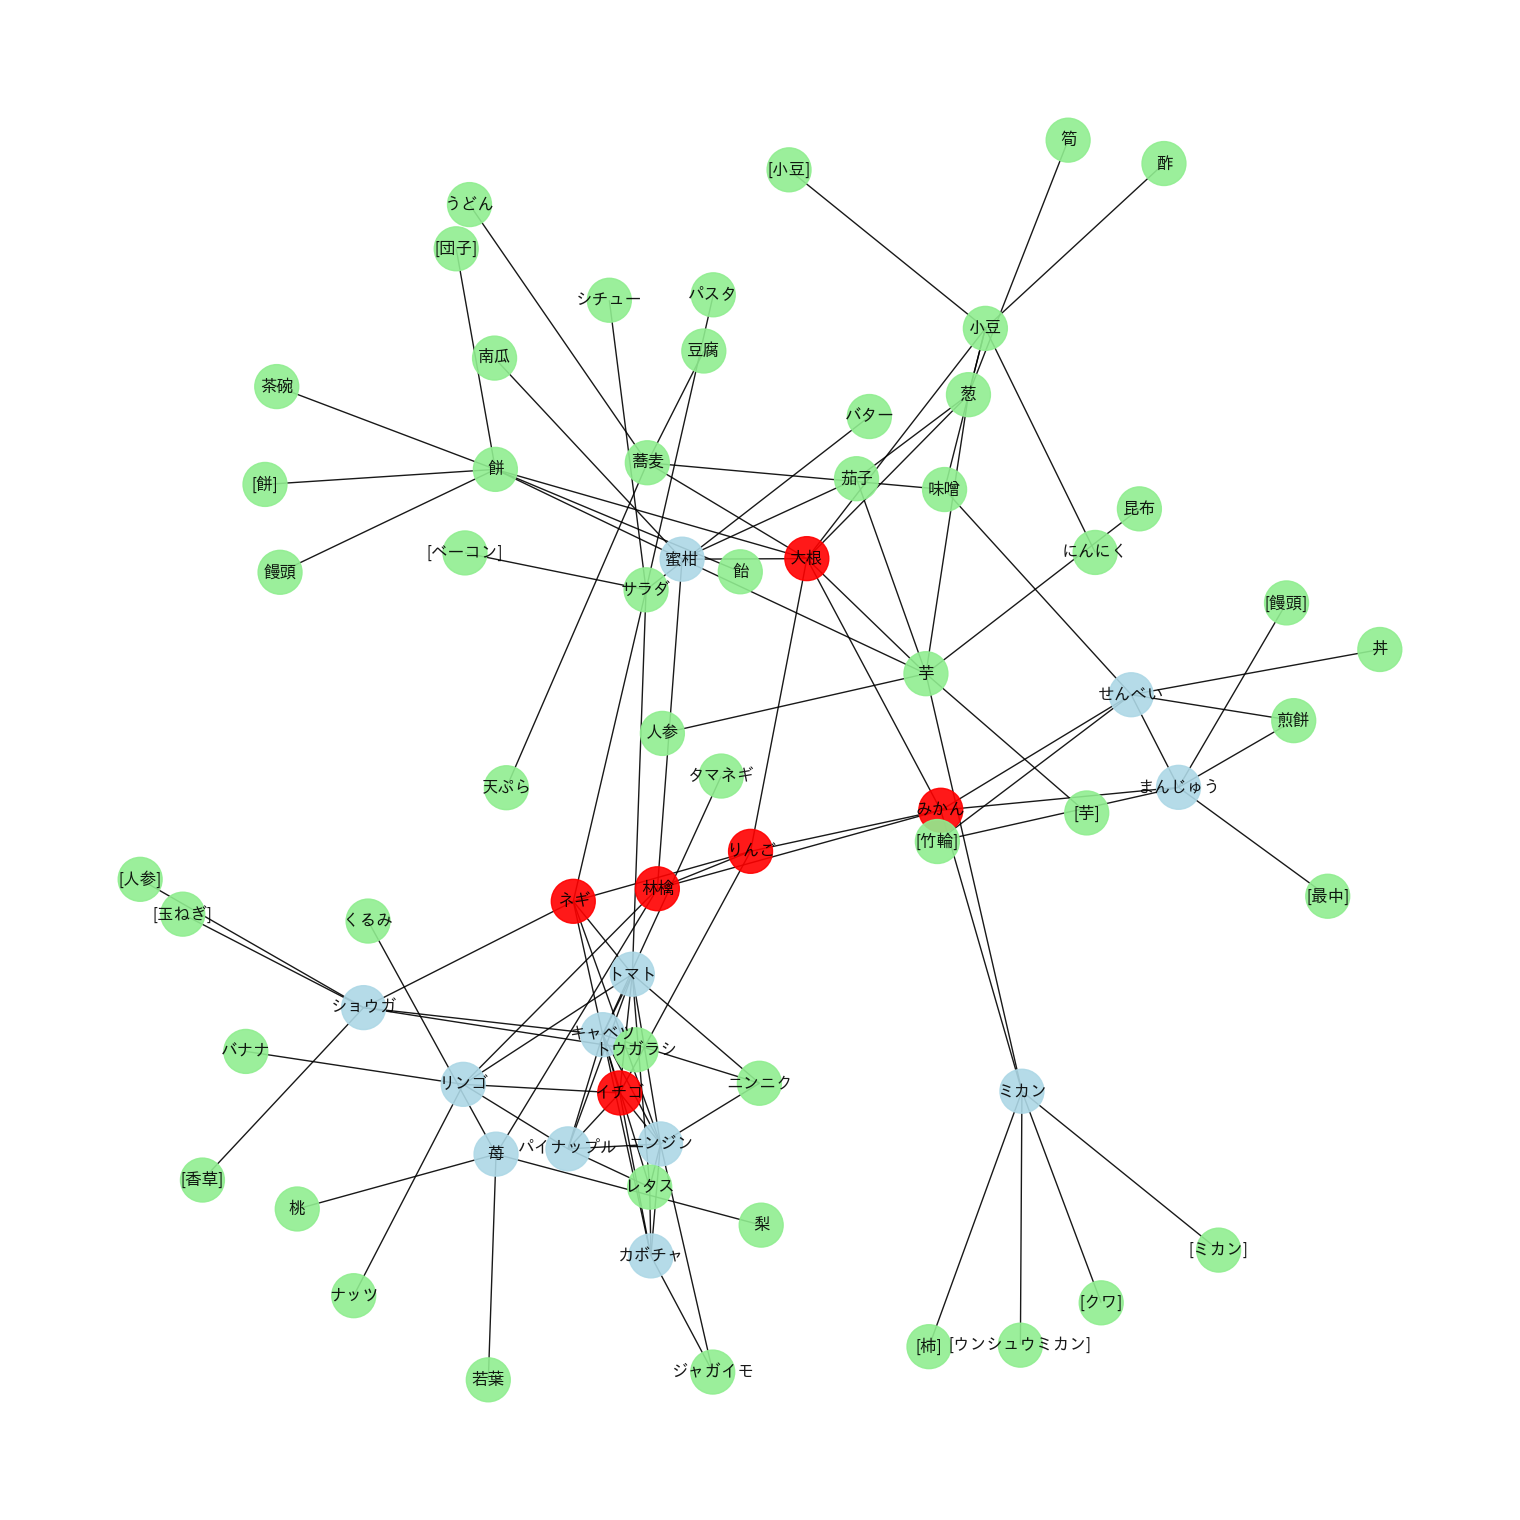 筍
酢
[小豆]
うどん
[団子]
パスタ
シチュー
小豆
豆腐
南瓜
茶碗
葱
バター
蕎麦
餅
茄子
[餅]
味噌
昆布
[ベーコン]
にんにく
蜜柑
大根
飴
饅頭
サラダ
[饅頭]
丼
芋
せんべい
煎餅
人参
タマネギ
天ぷら
まんじゅう
みかん
[芋]
[竹輪]
りんご
[人参]
林檎
[最中]
ネギ
[玉ねぎ]
くるみ
トマト
ショウガ
キャベツ
トウガラシ
バナナ
リンゴ
ニンニク
イチゴ
ミカン
ニンジン
パイナップル
苺
[香草]
レタス
桃
梨
[ミカン]
カボチャ
ナッツ
[クワ]
[柿]
[ウンシュウミカン]
ジャガイモ
若葉